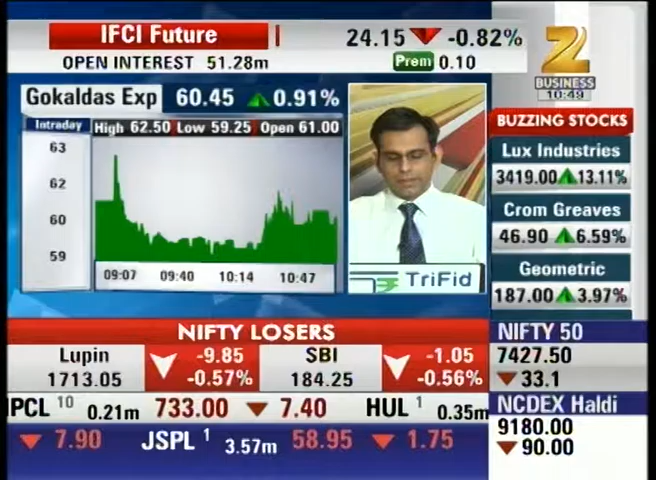 IFCI Future
24.15 -0.82%
OPEN INTEREST 51.28m
Prem 0.10
Z
BUSINESS
10:49
Gokaldas Exp 60.45 0.91%
Intraday High 62.50 Low 59.25 Open 61.00
63
62
60
59
09:07 09:40 10:14 10:47
TriFid
BUZZING STOCKS
Lux Industries
3419.00 13.11%
Crom Greaves
46.90 6.59%
Geometric
187.00 3.97%
NIFTY LOSERS
Lupin -9.85
1713.05 -0.57%
SBI -1.05
184.25 -0.56%
NIFTY 50
7427.50
33.1
NCDEX Haldi
9180.00
90.00
IPCL 10 0.21m 733.00 7.40 HUL 1 0.35m
7.90 JSPL 1 3.57m 58.95 1.75